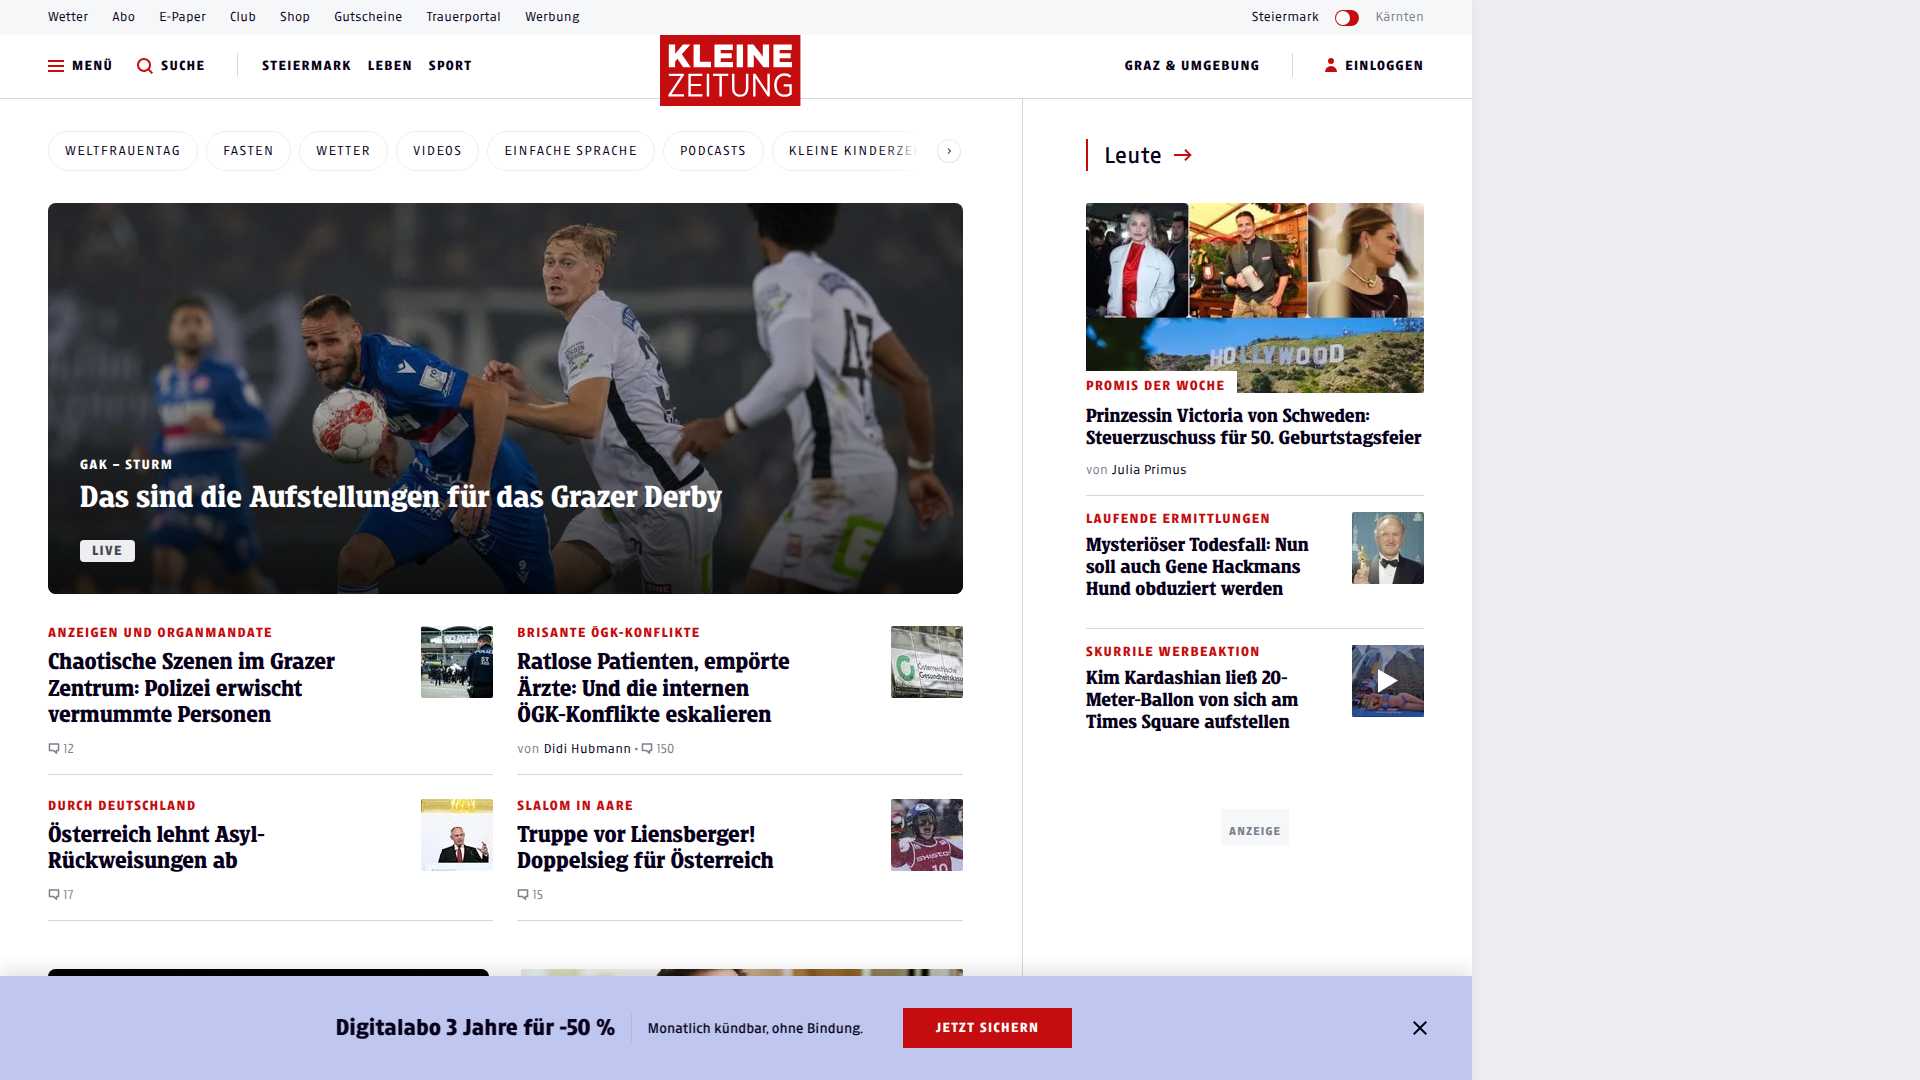 Wetter Abo E-Paper Club Shop Gutscheine Trauerportal Werbung Steiermark Kärnten
MENÜ SUCHE STEIERMARK LEBEN SPORT KLEINE ZEITUNG GRAZ & UMGEBUNG EINLOGGEN
WELTFRAUENTAG FASTEN WETTER VIDEOS EINFACHE SPRACHE PODCASTS KLEINE KINDERZE
GAK – STURM
Das sind die Aufstellungen für das Grazer Derby
LIVE
ANZEIGEN UND ORGANMANDATE
Chaotische Szenen im Grazer
Zentrum: Polizei erwischt
vermummte Personen
12
BRISANTE ÖGK-KONFLIKTE
Ratlose Patienten, empörte
Ärzte: Und die internen
ÖGK-Konflikte eskalieren
von Didi Hubmann · 150
Österreichische
Gesundheitskasse
DURCH DEUTSCHLAND
Österreich lehnt Asyl-
Rückweisungen ab
17
SLALOM IN AARE
Truppe vor Liensberger!
Doppelsieg für Österreich
15
Leute
HOLLYWOOD
PROMIS DER WOCHE
Prinzessin Victoria von Schweden:
Steuerzuschuss für 50. Geburtstagsfeier
von Julia Primus
LAUFENDE ERMITTLUNGEN
Mysteriöser Todesfall: Nun
soll auch Gene Hackmans
Hund obduziert werden
SKURRILE WERBEAKTION
Kim Kardashian ließ 20-
Meter-Ballon von sich am
Times Square aufstellen
ANZEIGE
Digitalabo 3 Jahre für -50 % Monatlich kündbar, ohne Bindung. JETZT SICHERN